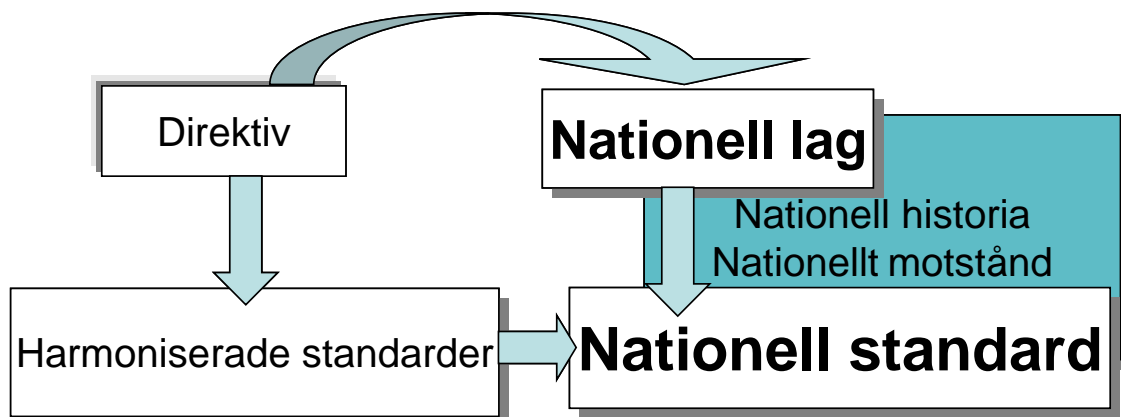 Direktiv
Nationell lag
Nationell historia
Nationellt motstånd
Harmoniserade standarder
Nationell standard